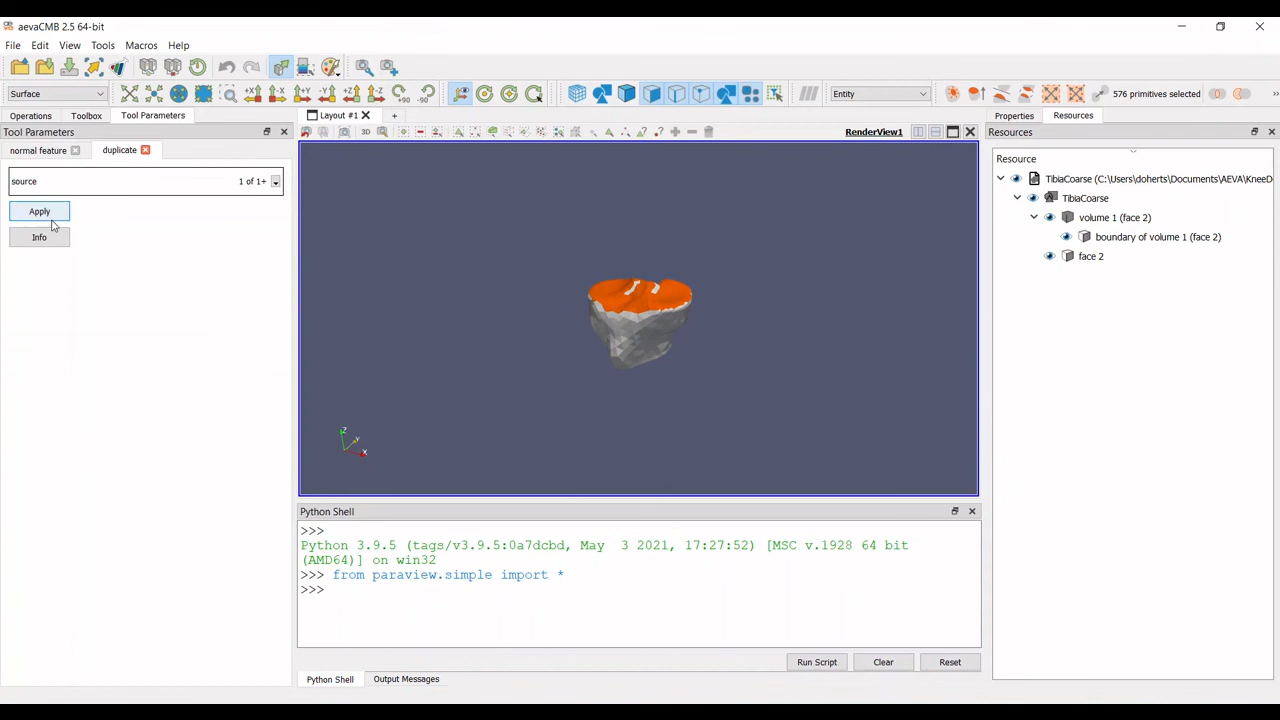 aevaCMB 2.5 64-bit
File Edit View Tools Macros Help
Surface
+X -X +Y -Y +Z -Z +90 -90
Entity
576 primitives selected
Operations Toolbox Tool Parameters
Layout #1
Properties Resources
Tool Parameters
3D
RenderView1
Resources
normal feature duplicate
source 1 of 1+
Apply
Info
Resource
TibiaCoarse (C:\Users\doherts\Documents\AEVA\KneeD
TibiaCoarse
volume 1 (face 2)
boundary of volume 1 (face 2)
face 2
Z
Y
X
Python Shell
>>>
Python 3.9.5 (tags/v3.9.5:0a7dcbd, May 3 2021, 17:27:52) [MSC v.1928 64 bit
(AMD64)] on win32
>>> from paraview.simple import *
>>>
Run Script Clear Reset
Python Shell Output Messages